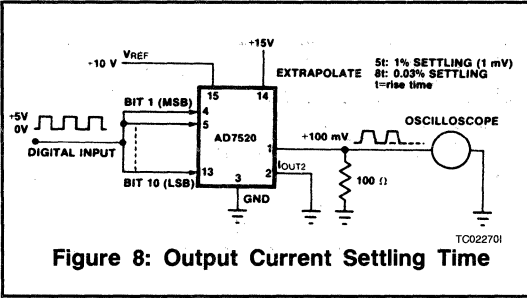 +15V
VREF
-10 V
EXTRAPOLATE
5t: 1% SETTLING (1 mV)
8t: 0.03% SETTLING
t=rise time
15
14
BIT 1 (MSB)
+5V
0V
4
5
AD7520
OSCILLOSCOPE
+100 mV
DIGITAL INPUT
1
IOUT2
13
2
BIT 10 (LSB)
3
100 Ω
GND
TC02270I
Figure 8: Output Current Settling Time